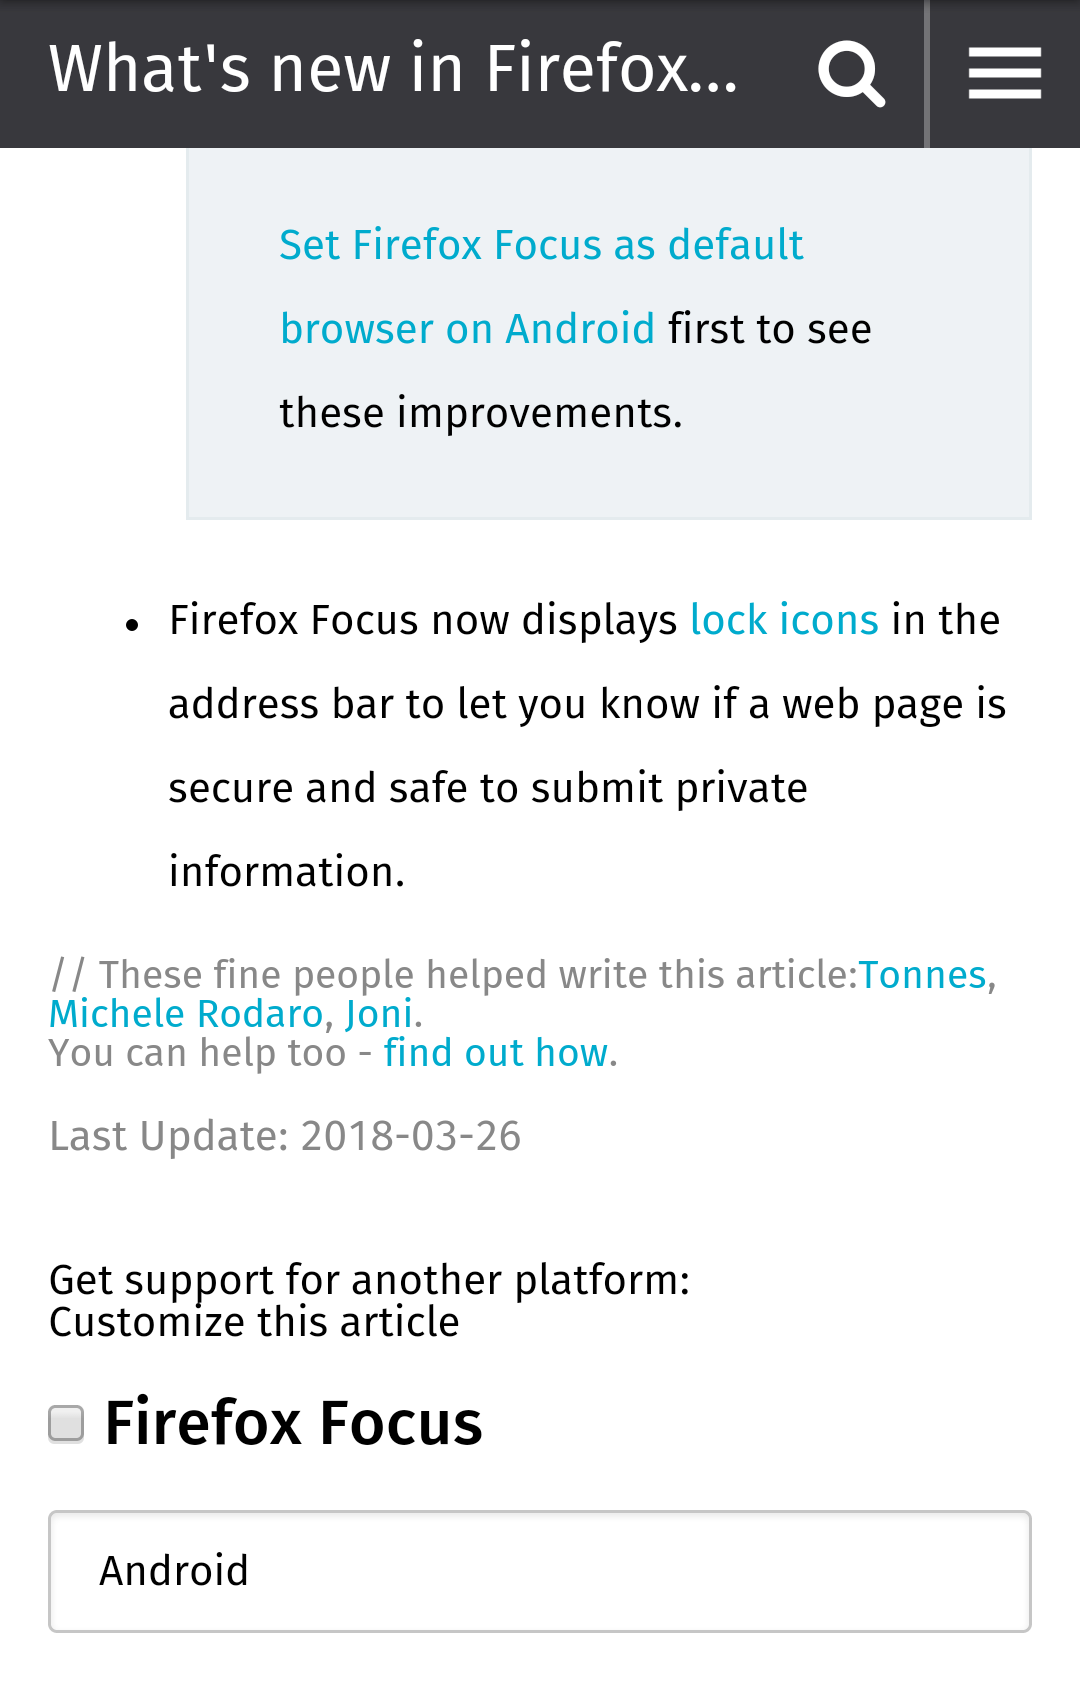 What's new in Firefox...
Set Firefox Focus as default
browser on Android first to see
these improvements.
• Firefox Focus now displays lock icons in the
address bar to let you know if a web page is
secure and safe to submit private
information.
// These fine people helped write this article:Tonnes,
Michele Rodaro, Joni.
You can help too - find out how.
Last Update: 2018-03-26
Get support for another platform:
Customize this article
Firefox Focus
Android